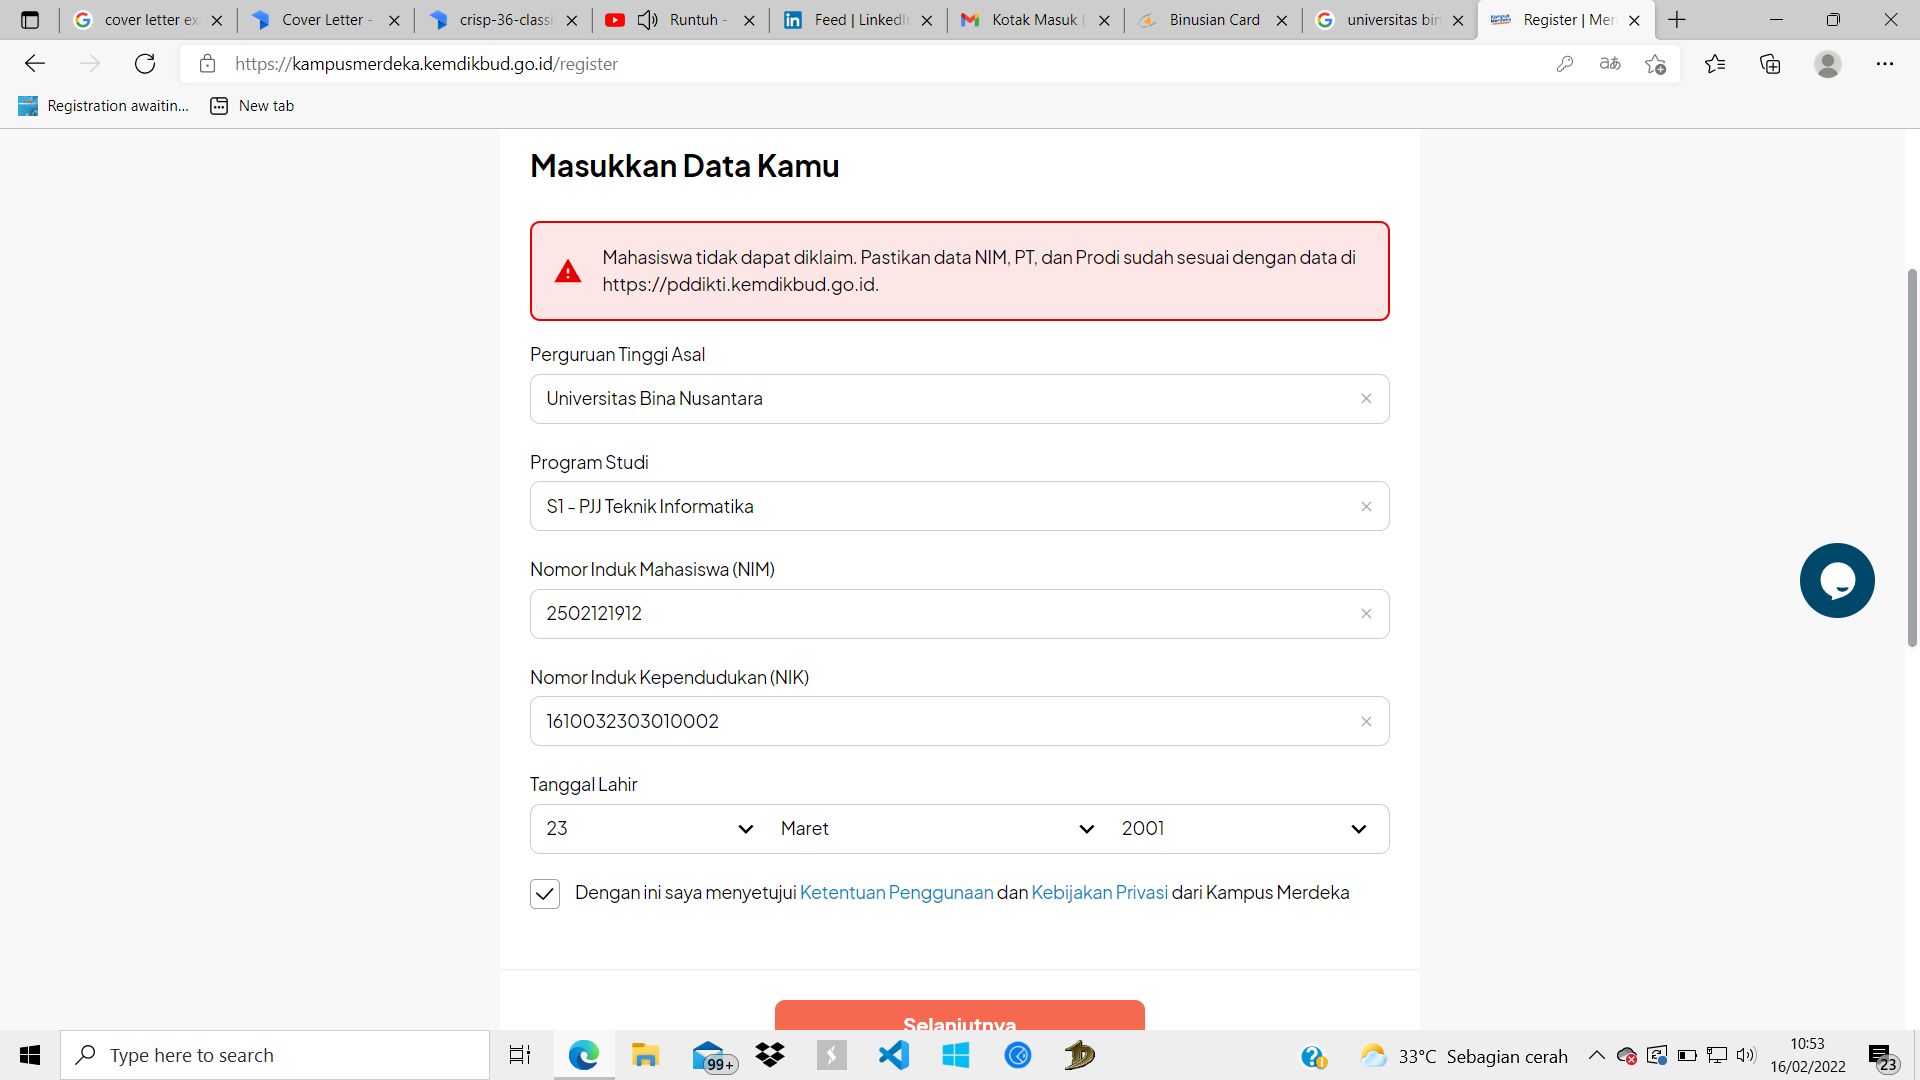 cover letter ex
Cover Letter -
crisp-36-classi
Runtuh -
Feed | LinkedIn
Kotak Masuk (
Binusian Card
universitas bin
Register | Mer
https://kampusmerdeka.kemdikbud.go.id/register
Registration awaitin...
New tab
Masukkan Data Kamu
Mahasiswa tidak dapat diklaim. Pastikan data NIM, PT, dan Prodi sudah sesuai dengan data di
https://pddikti.kemdikbud.go.id.
Perguruan Tinggi Asal
Universitas Bina Nusantara
Program Studi
S1 - PJJ Teknik Informatika
Nomor Induk Mahasiswa (NIM)
2502121912
Nomor Induk Kependudukan (NIK)
1610032303010002
Tanggal Lahir
23 Maret 2001
Dengan ini saya menyetujui Ketentuan Penggunaan dan Kebijakan Privasi dari Kampus Merdeka
Selanjutnya
Type here to search
99+
33°C Sebagian cerah
10:53
16/02/2022
23